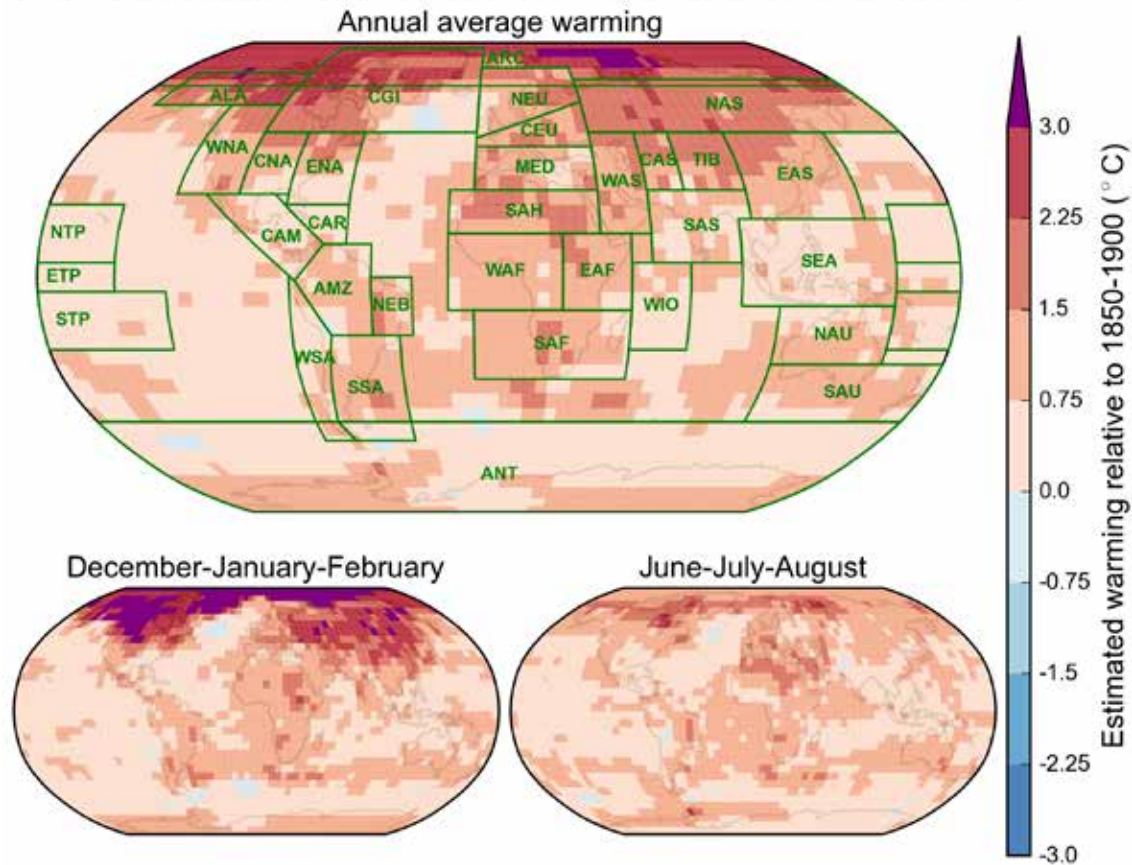 Annual average warming
ARC
ALA
CGI
NEU
NAS
CEU
WNA
CNA
ENA
MED
WAS
CAS
TIB
EAS
SAH
SAS
NTP
CAM
CAR
SEA
ETP
WAF
EAF
AMZ
NEB
WIO
STP
WSA
SAF
NAU
SSA
SAU
ANT
3.0
2.25
1.5
0.75
0.0
-0.75
-1.5
-2.25
-3.0
Estimated warming relative to 1850-1900 (°C)
December-January-February
June-July-August